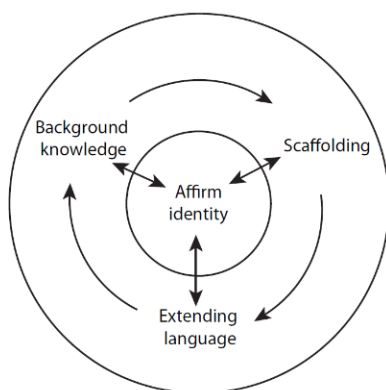 Background
knowledge
Scaffolding
Affirm
identity
Extending
language